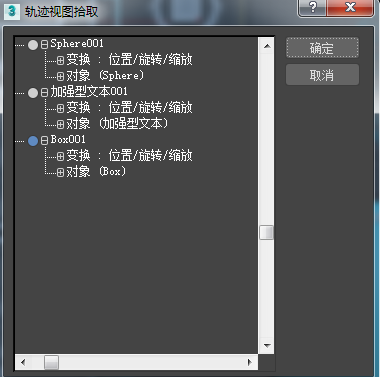 3 轨迹视图拾取
?
Sphere001
变换 : 位置/旋转/缩放
对象 (Sphere)
加强型文本001
变换 : 位置/旋转/缩放
对象 (加强型文本)
Box001
变换 : 位置/旋转/缩放
对象 (Box)
确定
取消